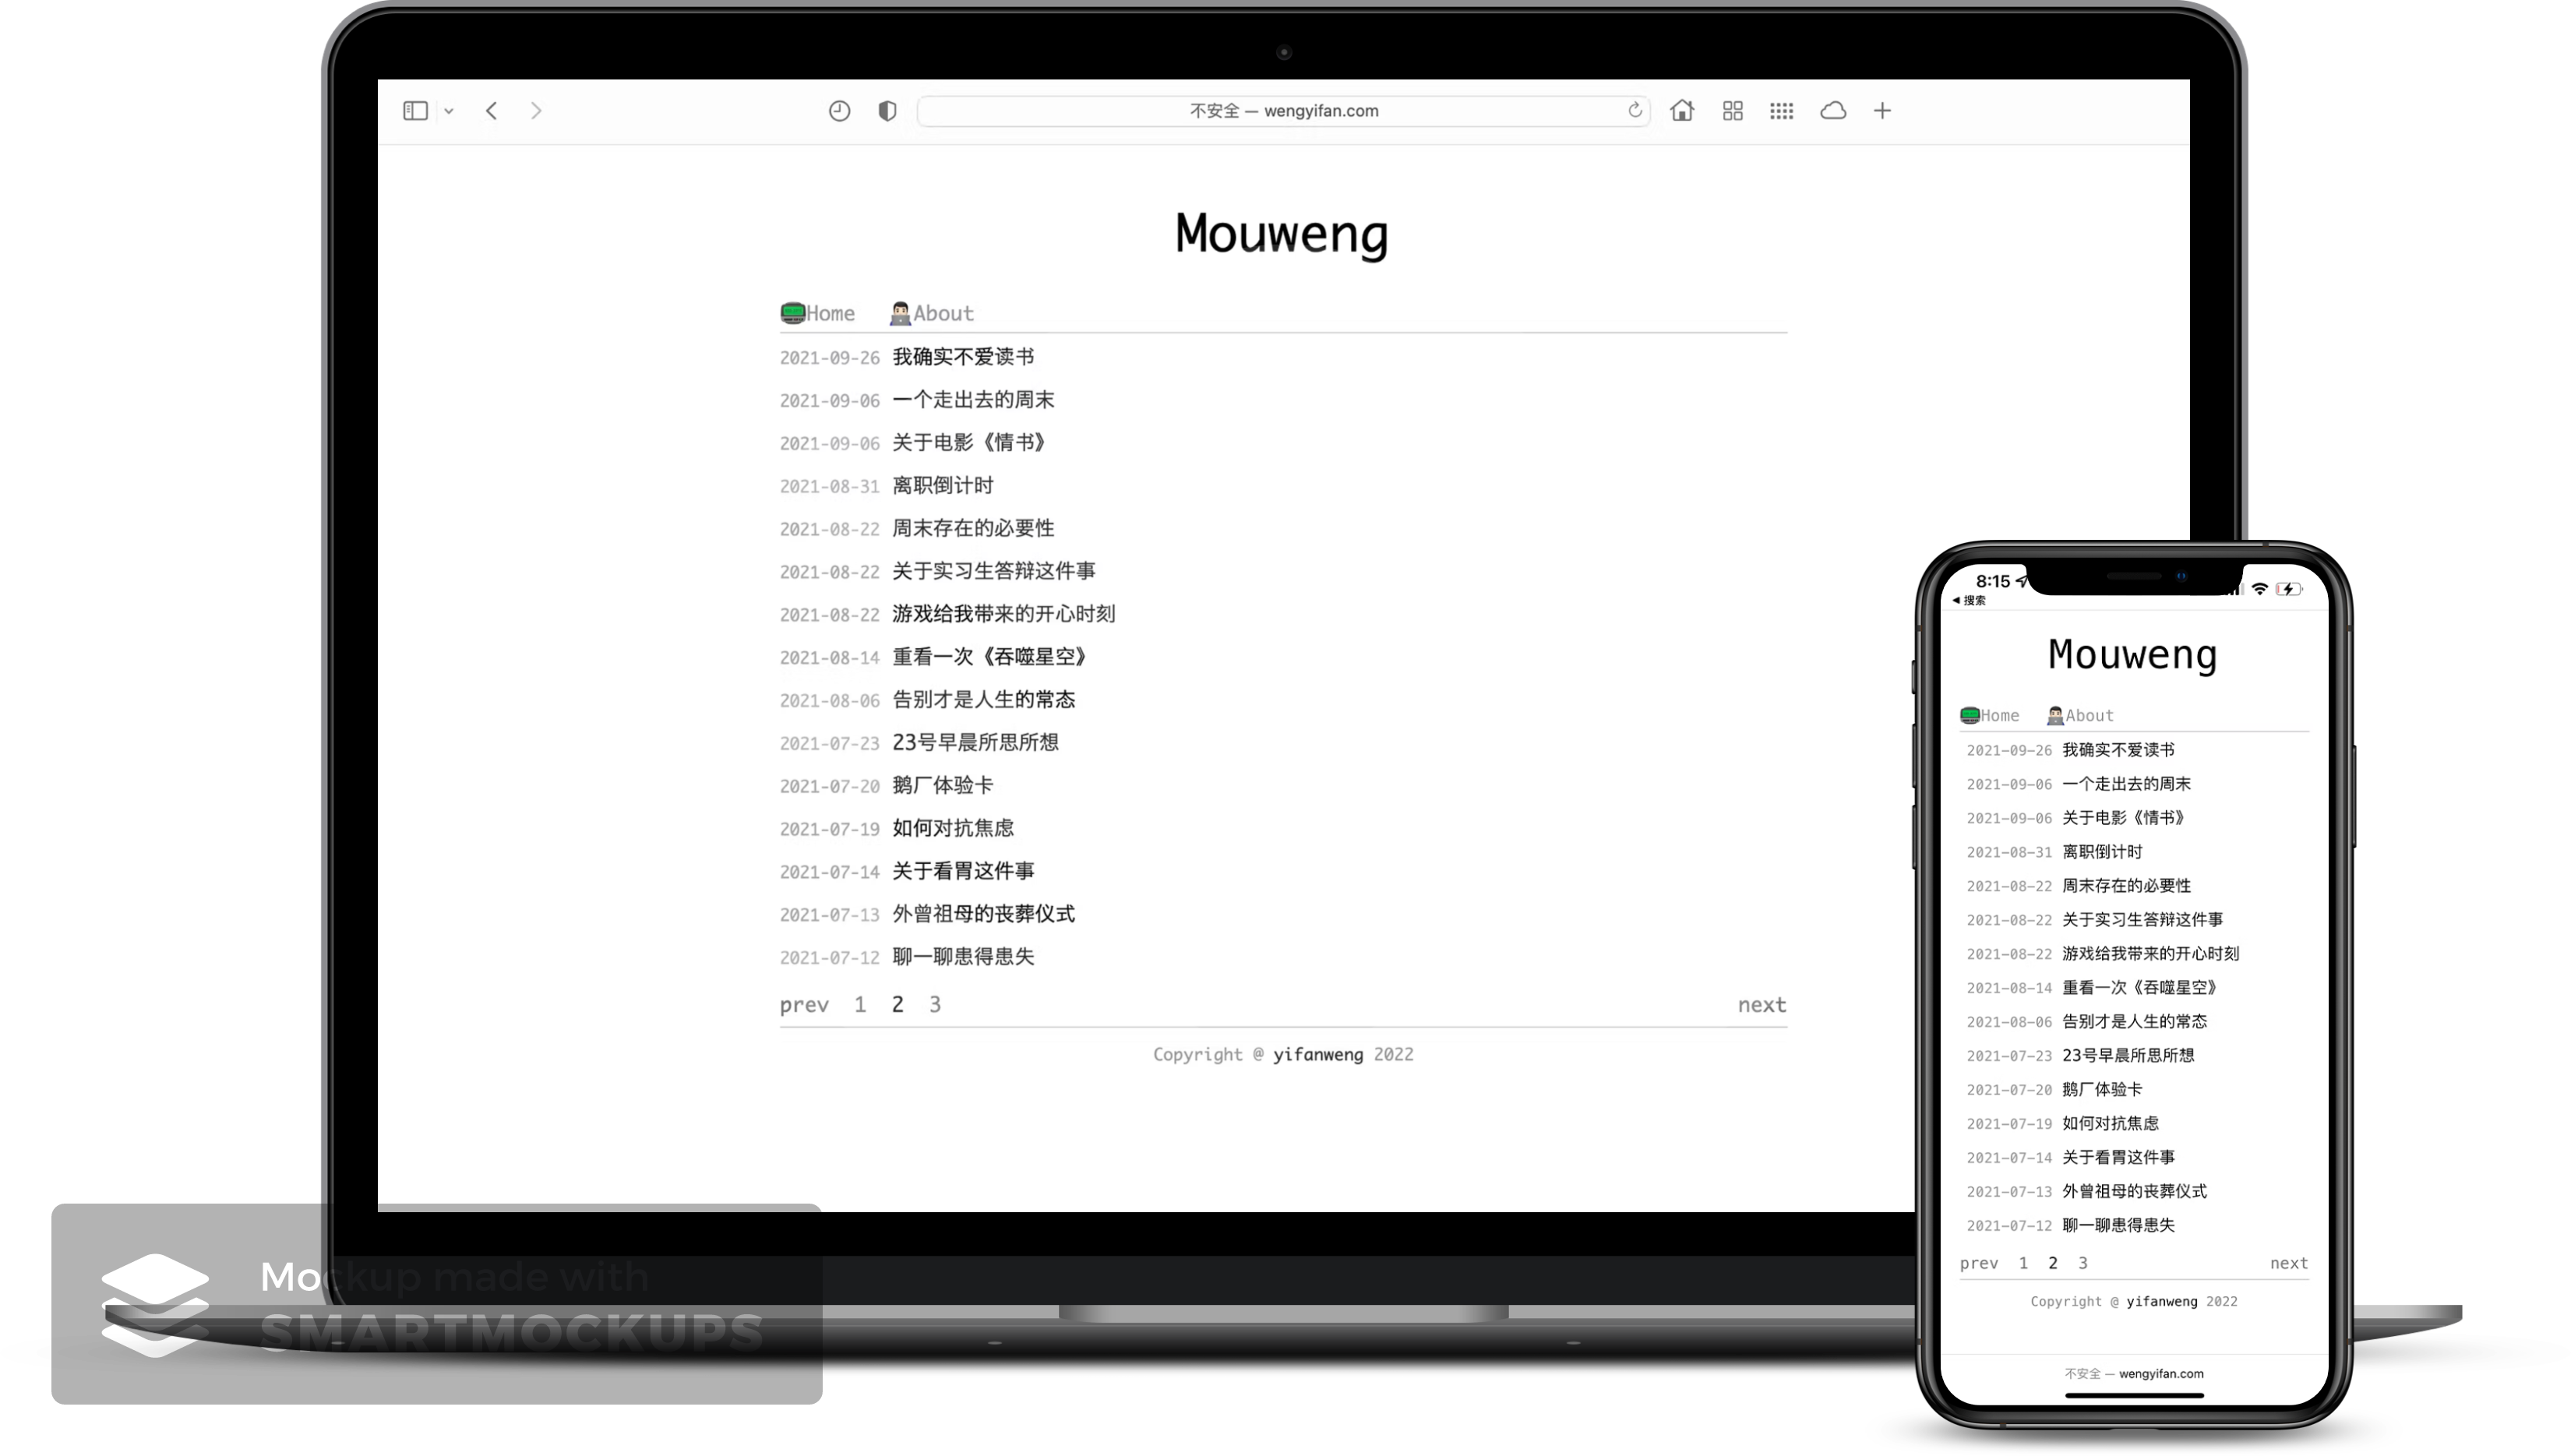 不安全 — wengyifan.com
Mouweng
Home About
2021-09-26 我确实不爱读书
2021-09-06 一个走出去的周末
2021-09-06 关于电影《情书》
2021-08-31 离职倒计时
2021-08-22 周末存在的必要性
2021-08-22 关于实习生答辩这件事
2021-08-22 游戏给我带来的开心时刻
2021-08-14 重看一次《吞噬星空》
2021-08-06 告别才是人生的常态
2021-07-23 23号早晨所思所想
2021-07-20 鹅厂体验卡
2021-07-19 如何对抗焦虑
2021-07-14 关于看胃这件事
2021-07-13 外曾祖母的丧葬仪式
2021-07-12 聊一聊患得患失
prev 1 2 3 next
Copyright @ yifanweng 2022
8:15
◀ 搜索
Mouweng
Home About
2021-09-26 我确实不爱读书
2021-09-06 一个走出去的周末
2021-09-06 关于电影《情书》
2021-08-31 离职倒计时
2021-08-22 周末存在的必要性
2021-08-22 关于实习生答辩这件事
2021-08-22 游戏给我带来的开心时刻
2021-08-14 重看一次《吞噬星空》
2021-08-06 告别才是人生的常态
2021-07-23 23号早晨所思所想
2021-07-20 鹅厂体验卡
2021-07-19 如何对抗焦虑
2021-07-14 关于看胃这件事
2021-07-13 外曾祖母的丧葬仪式
2021-07-12 聊一聊患得患失
prev 1 2 3 next
Copyright @ yifanweng 2022
不安全 — wengyifan.com
Mockup made with
SMARTMOCKUPS